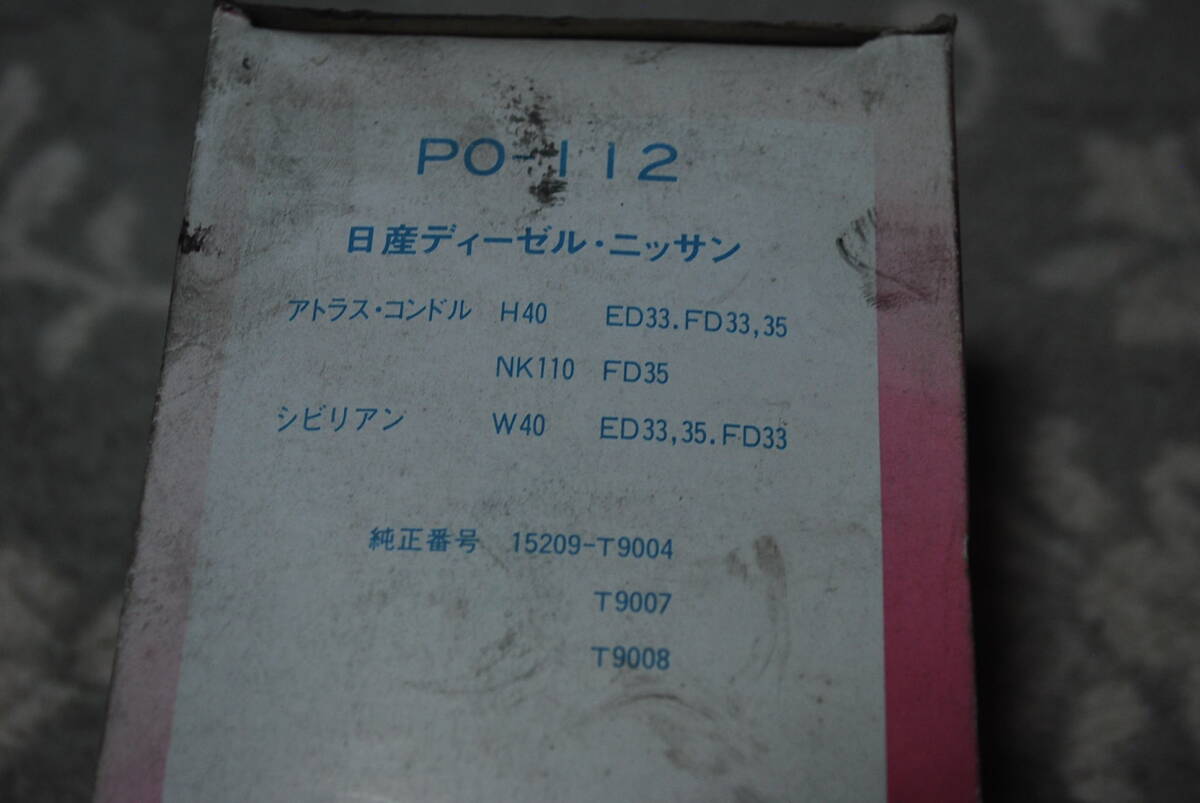 PO-112
日産ディーゼル・ニッサン
アトラス・コンドル H40 ED33.FD33,35
NK110 FD35
シビリアン W40 ED33,35.FD33
純正番号 15209-T9004
T9007
T9008